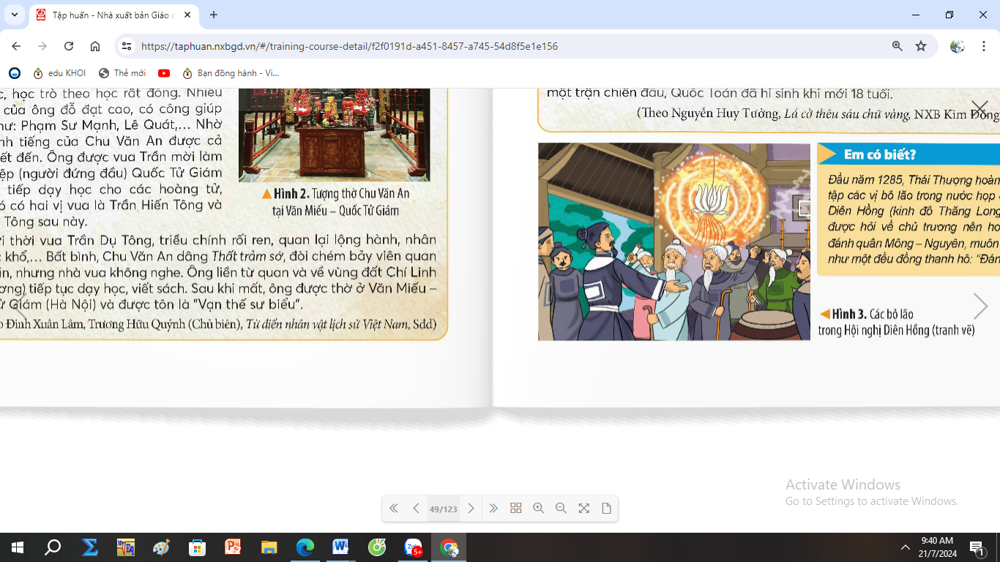 Tập huấn - Nhà xuất bản Giáo d
https://taphuan.nxbgd.vn/#/training-course-detail/f2f0191d-a451-8457-a745-54d8f5e1e156
edu KHOI
Thẻ mới
Bạn đồng hành - Vi...
c, học trò theo học rất đông. Nhiều
của ông đỗ đạt cao, có công giúp
hư: Phạm Sư Mạnh, Lê Quát,... Nhờ
nh tiếng của Chu Văn An được cả
ết đến. Ông được vua Trần mời làm
ệp (người đứng đầu) Quốc Tử Giám
tiếp dạy học cho các hoàng tử,
ó có hai vị vua là Trần Hiến Tông và
Tông sau này.
▲ Hình 2. Tượng thờ Chu Văn An
tại Văn Miếu – Quốc Tử Giám
ời thời vua Trần Dụ Tông, triều chính rối ren, quan lại lộng hành, nhân
khổ,... Bất bình, Chu Văn An dâng Thất trảm sớ, đòi chém bảy viên quan
in, nhưng nhà vua không nghe. Ông liền từ quan và về vùng đất Chí Linh
ơng) tiếp tục dạy học, viết sách. Sau khi mất, ông được thờ ở Văn Miếu –
ử Giám (Hà Nội) và được tôn là "Vạn thế sư biểu".
o Đinh Xuân Lâm, Trương Hữu Quýnh (Chủ biên), Từ điển nhân vật lịch sử Việt Nam, Sđd)
một trận chiến đấu, Quốc Toản đã hi sinh khi mới 18 tuổi.
(Theo Nguyễn Huy Tưởng, Lá cờ thêu sáu chữ vàng, NXB Kim Đồng
Em có biết?
Đầu năm 1285, Thái Thượng hoàn
tập các vị bô lão trong nước họp
Diên Hồng (kinh đô Thăng Long
được hỏi về chủ trương nên ho
đánh quân Mông – Nguyên, muôn
như một đều đồng thanh hô: "Đán
◀ Hình 3. Các bô lão
trong Hội nghị Diên Hồng (tranh vẽ)
Activate Windows
Go to Settings to activate Windows.
49/123
5+
9:40 AM
21/7/2024
1